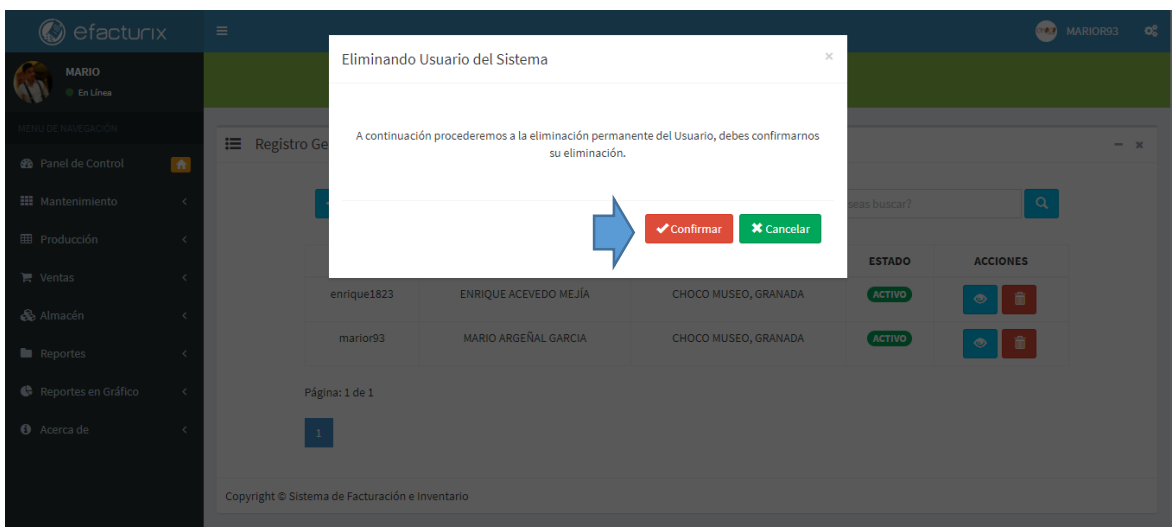 efacturix
MARIOR93
MARIO
En Línea
MENU DE NAVEGACIÓN
Panel de Control
Mantenimiento
Producción
Ventas
Almacén
Reportes
Reportes en Gráfico
Acerca de
Eliminando Usuario del Sistema
×
A continuación procederemos a la eliminación permanente del Usuario, debes confirmarnos
su eliminación.
Confirmar
Cancelar
Registro Ge
seas buscar?
ESTADO ACCIONES
enrique1823 ENRIQUE ACEVEDO MEJÍA CHOCO MUSEO, GRANADA ACTIVO
marior93 MARIO ARGEÑAL GARCIA CHOCO MUSEO, GRANADA ACTIVO
Página: 1 de 1
1
Copyright © Sistema de Facturación e Inventario